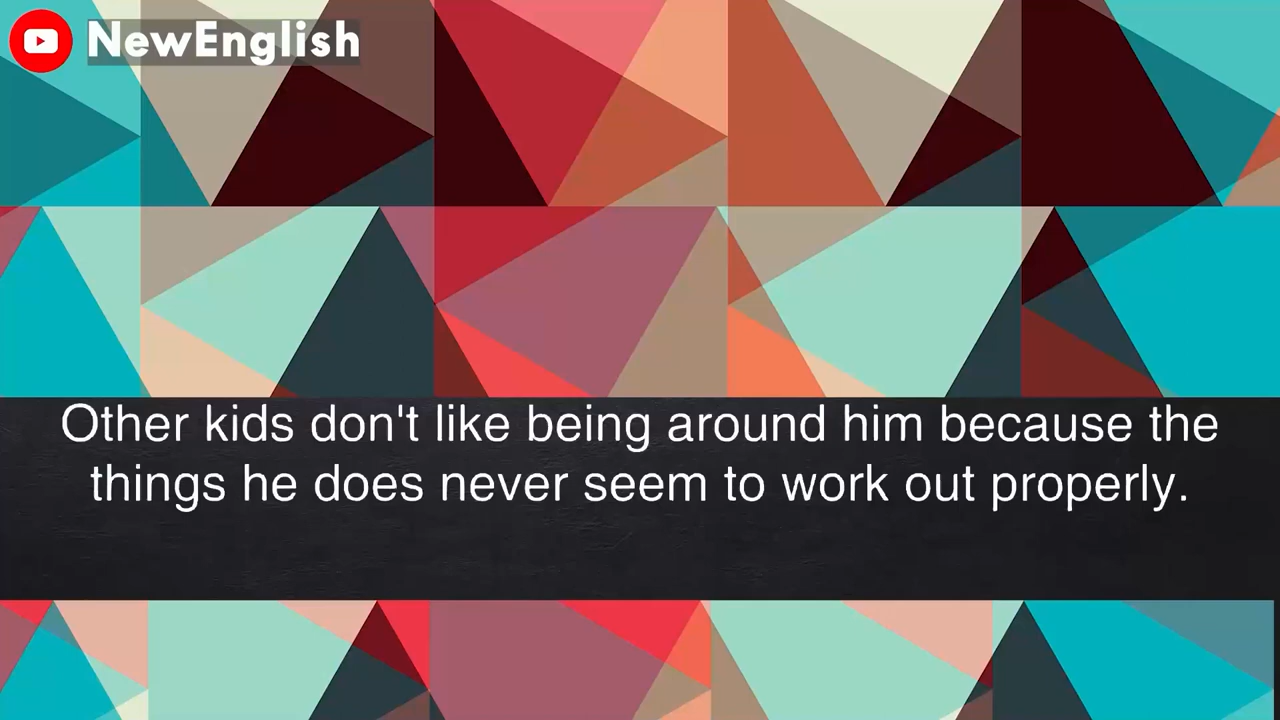 NewEnglish
Other kids don't like being around him because the
things he does never seem to work out properly.